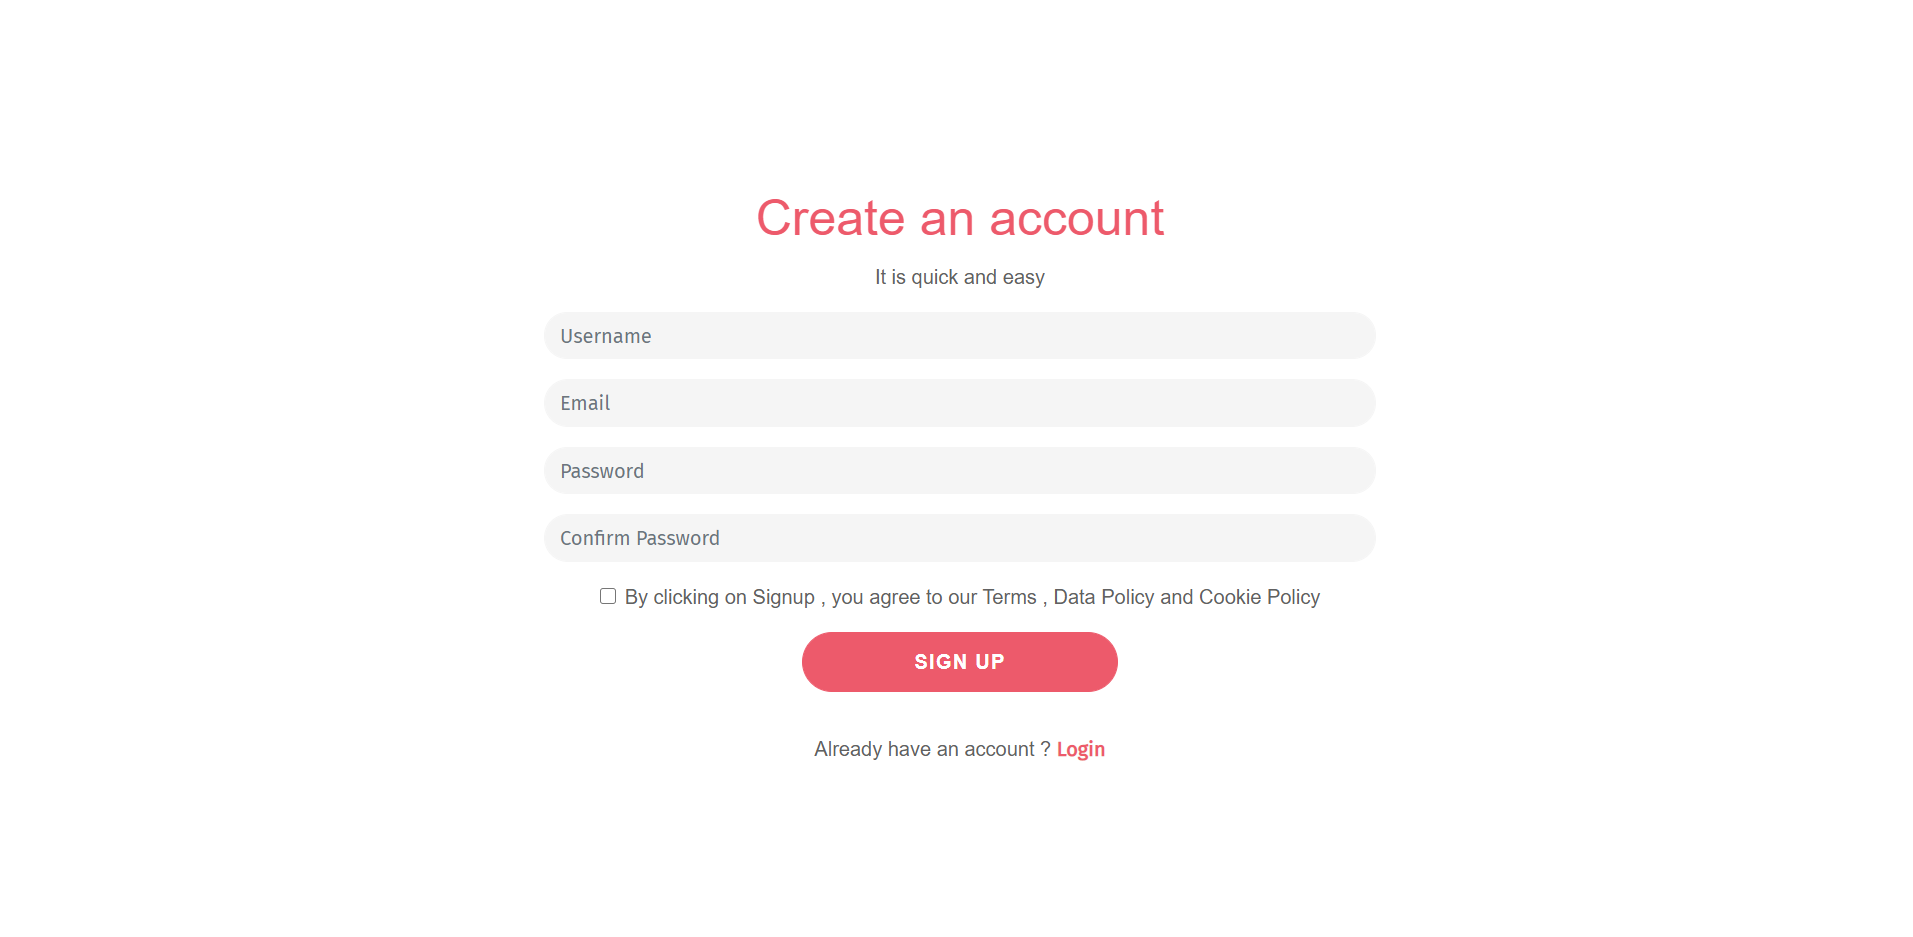 Create an account
It is quick and easy
Username
Email
Password
Confirm Password
By clicking on Signup , you agree to our Terms , Data Policy and Cookie Policy
SIGN UP
Already have an account ? Login